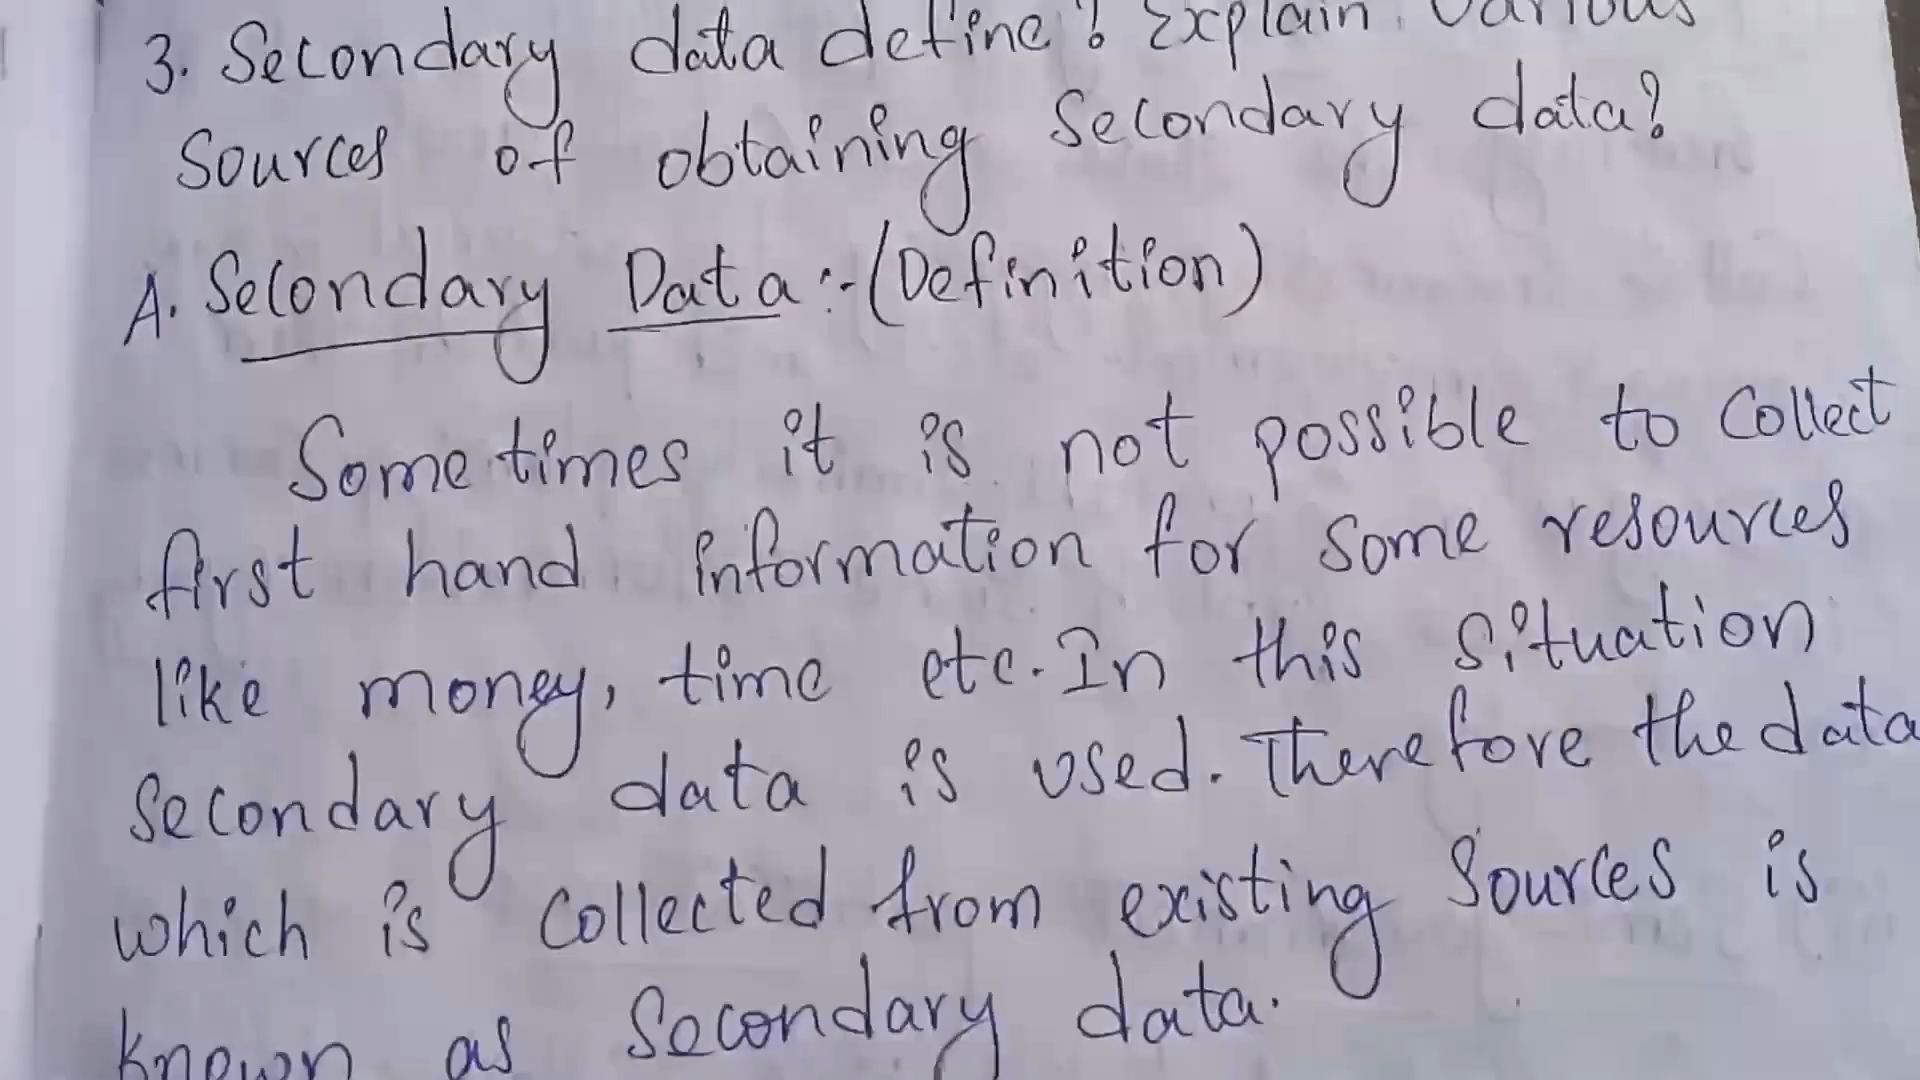 3. Secondary data define? Explain various
Sources of obtaining Secondary data?
A. Secondary Data :- (Definition)
Sometimes it is not possible to Collect
first hand information for some resources
like money, time etc. In this situation
Secondary data is used. Therefore the data
which is collected from existing Sources is
known as Secondary data.